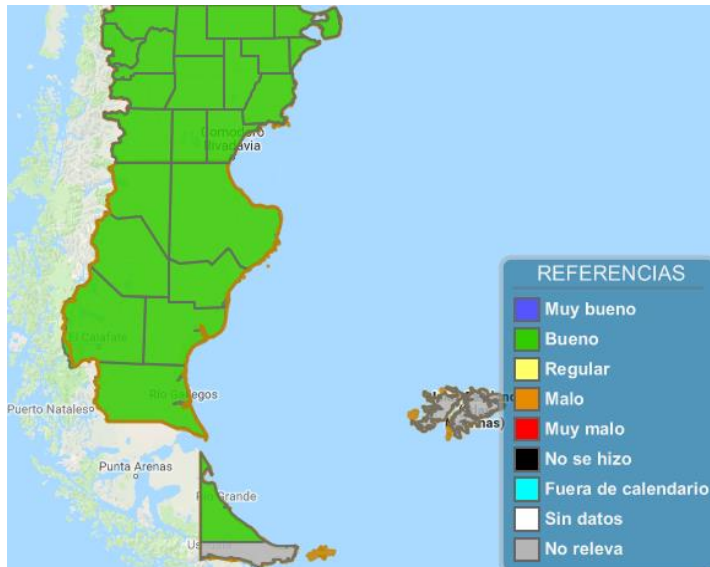 Comodoro
Rivadavia
REFERENCIAS
Muy bueno
Bueno
Regular
Malo
Muy malo
No se hizo
Fuera de calendario
Sin datos
No releva
El Calafate
Río Gallegos
Puerto Natales
Punta Arenas
Río Grande